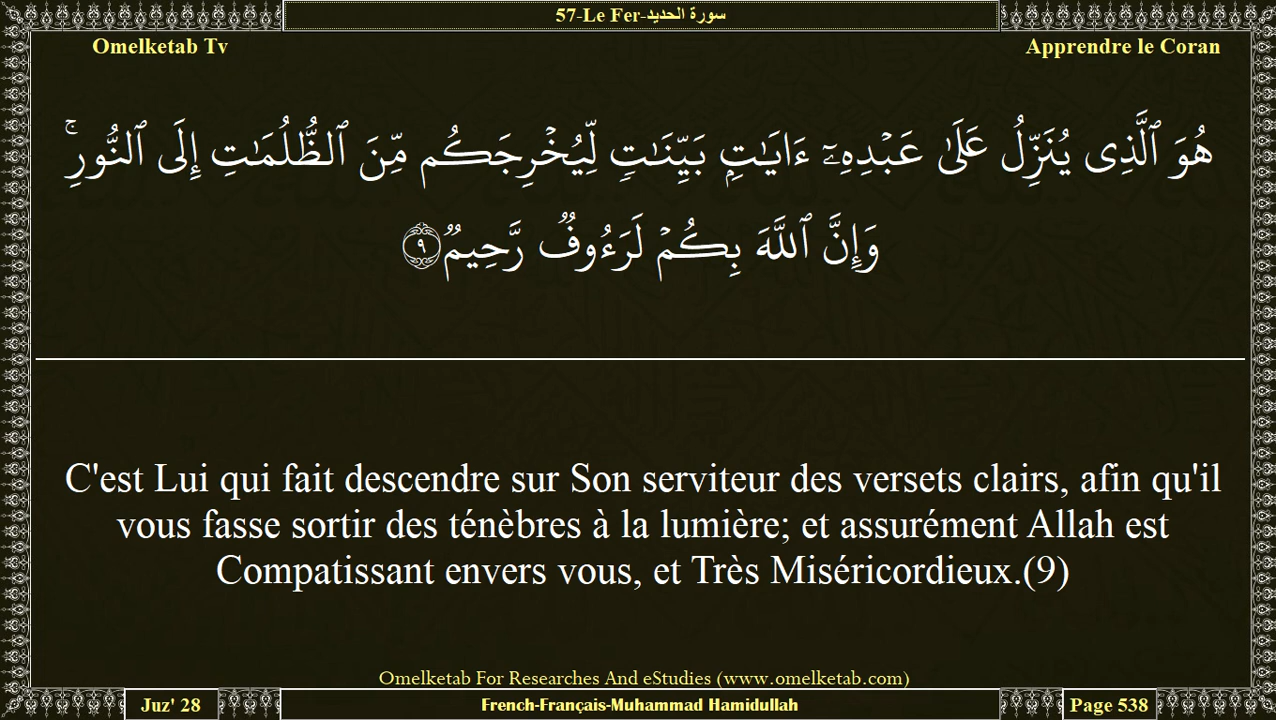 57-Le Fer-سورة الحديد
Omelketab Tv
Apprendre le Coran
هُوَ ٱلَّذِى يُنَزِّلُ عَلَىٰ عَبْدِهِۦٓ ءَايَـٰتٍۭ بَيِّنَـٰتٍ لِّيُخْرِجَكُم مِّنَ ٱلظُّلُمَـٰتِ إِلَى ٱلنُّورِ ۚ
وَإِنَّ ٱللَّهَ بِكُمْ لَرَءُوفٌ رَّحِيمٌ ٩
C'est Lui qui fait descendre sur Son serviteur des versets clairs, afin qu'il
vous fasse sortir des ténèbres à la lumière; et assurément Allah est
Compatissant envers vous, et Très Miséricordieux.(9)
Omelketab For Researches And eStudies (www.omelketab.com)
Juz' 28
French-Français-Muhammad Hamidullah
Page 538